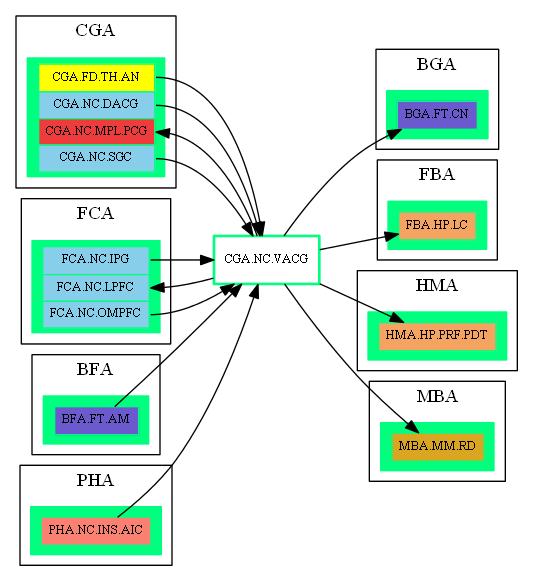 CGA
CGA.FD.TH.AN
CGA.NC.DACG
CGA.NC.MPL.PCG
CGA.NC.SGC
FCA
FCA.NC.IPG
FCA.NC.LPFC
FCA.NC.OMPFC
BFA
BFA.FT.AM
PHA
PHA.NC.INS.AIC
CGA.NC.VACG
BGA
BGA.FT.CN
FBA
FBA.HP.LC
HMA
HMA.HP.PRF.PDT
MBA
MBA.MM.RD